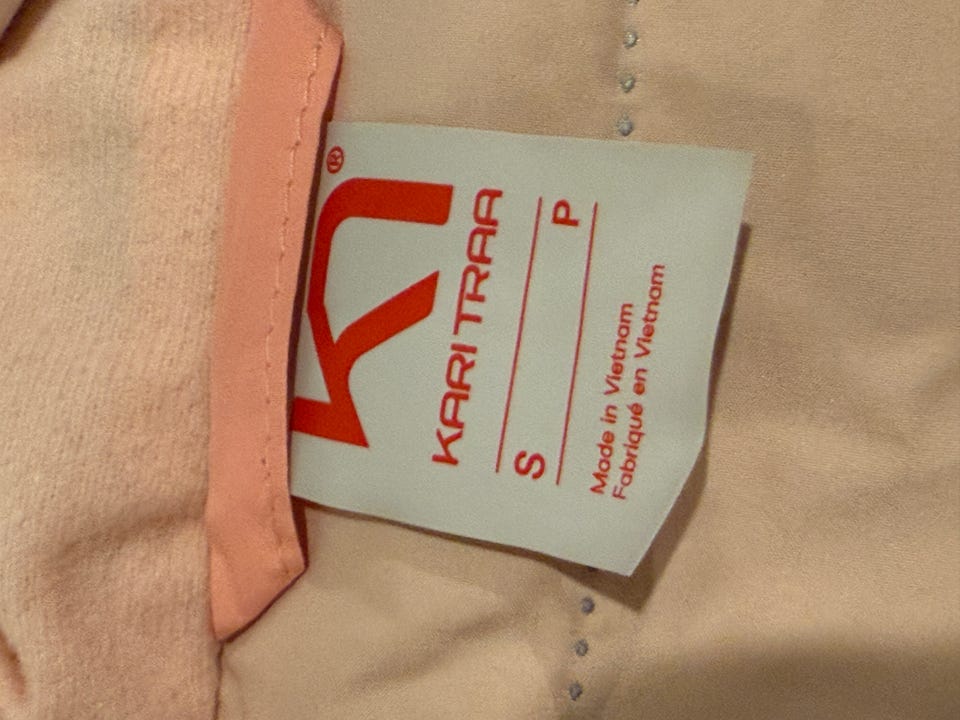 ®
KARI TRAA
S P
Made in Vietnam
Fabriqué en Vietnam